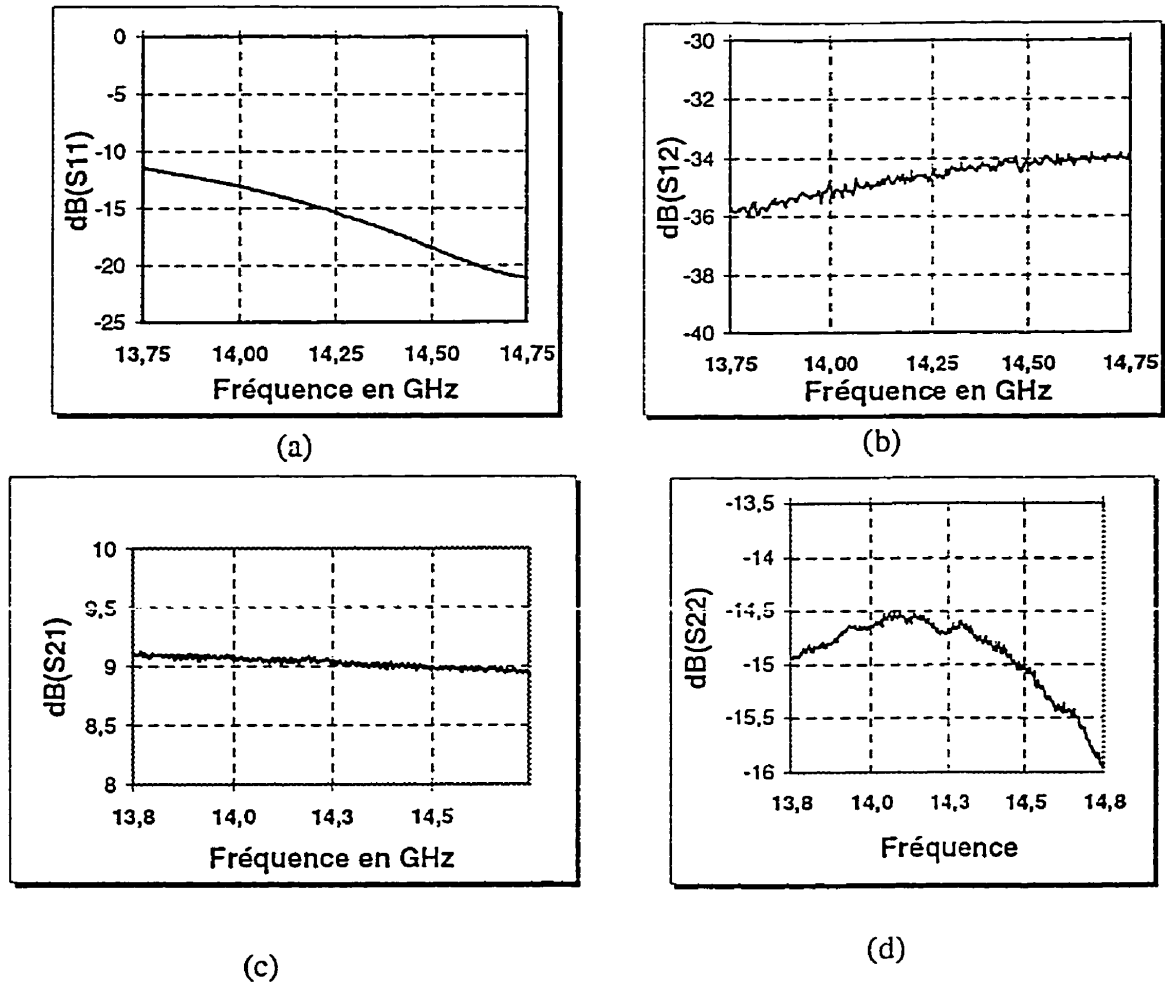 dB(S11)
0
-5
-10
-15
-20
-25
13,75 14,00 14,25 14,50 14,75
Fréquence en GHz
(a)
dB(S12)
-30
-32
-34
-36
-38
-40
13,75 14,00 14,25 14,50 14,75
Fréquence en GHz
(b)
dB(S21)
10
9,5
9
8,5
8
13,8 14,0 14,3 14,5
Fréquence en GHz
(c)
dB(S22)
-13,5
-14
-14,5
-15
-15,5
-16
13,8 14,0 14,3 14,5 14,8
Fréquence
(d)